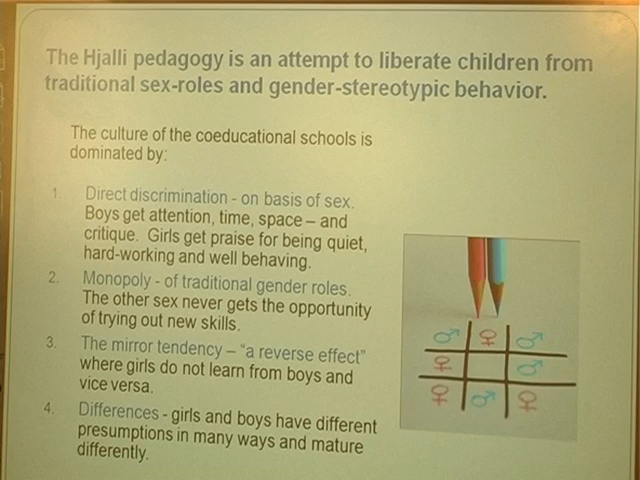 The Hjalli pedagogy is an attempt to liberate children from
traditional sex-roles and gender-stereotypic behavior.
The culture of the coeducational schools is
dominated by:
1. Direct discrimination - on basis of sex.
Boys get attention, time, space – and
critique. Girls get praise for being quiet,
hard-working and well behaving.
2. Monopoly - of traditional gender roles.
The other sex never gets the opportunity
of trying out new skills.
3. The mirror tendency – “a reverse effect”
where girls do not learn from boys and
vice versa.
4. Differences - girls and boys have different
presumptions in many ways and mature
differently.
♂ ♀ ♂
♀ ♂
♀ ♂ ♀